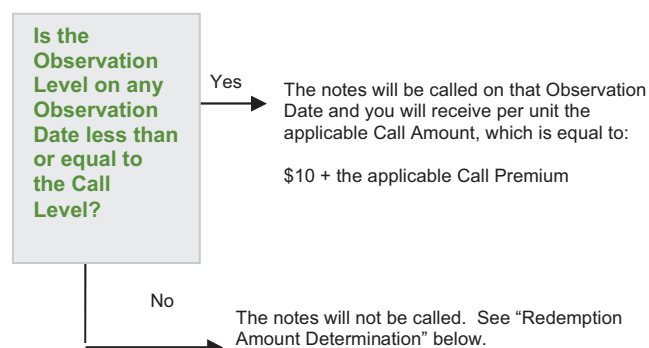 Is the
Observation
Level on any
Observation
Date less than
or equal to
the Call
Level?
Yes
The notes will be called on that Observation
Date and you will receive per unit the
applicable Call Amount, which is equal to:
$10 + the applicable Call Premium
No
The notes will not be called. See “Redemption
Amount Determination” below.